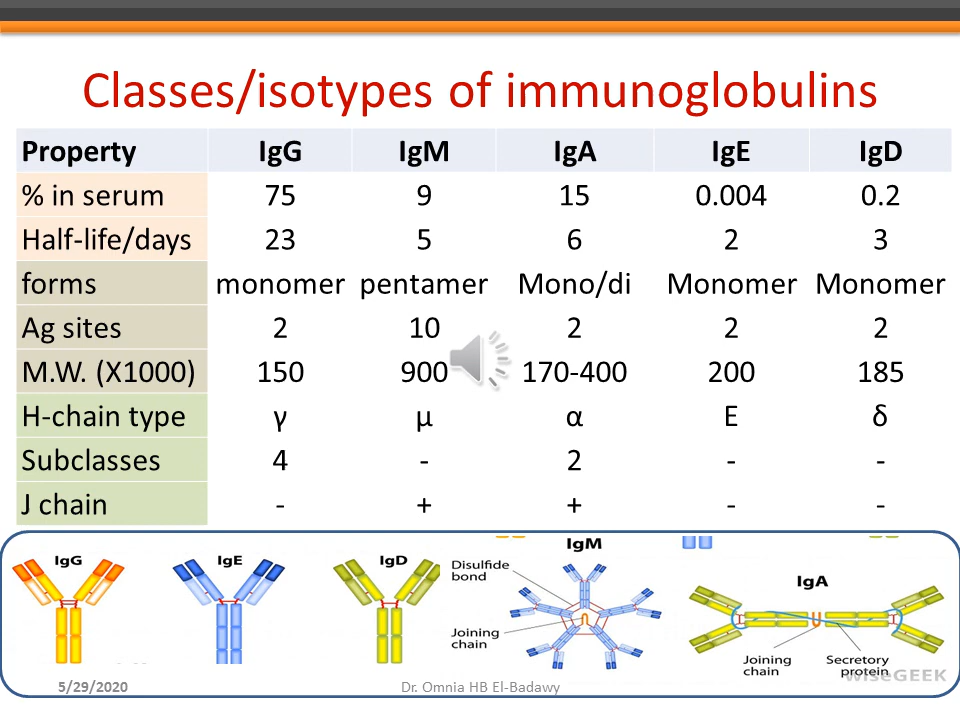 Classes/isotypes of immunoglobulins
Property IgG IgM IgA IgE IgD
% in serum 75 9 15 0.004 0.2
Half-life/days 23 5 6 2 3
forms monomer pentamer Mono/di Monomer Monomer
Ag sites 2 10 2 2 2
M.W. (X1000) 150 900 170-400 200 185
H-chain type γ μ α E δ
Subclasses 4 - 2 - -
J chain - + + - -
IgG
IgE
IgD
IgM
Disulfide
bond
Joining
chain
IgA
Joining
chain
Secretory
protein
wiseGEEK
5/29/2020
Dr. Omnia HB El-Badawy